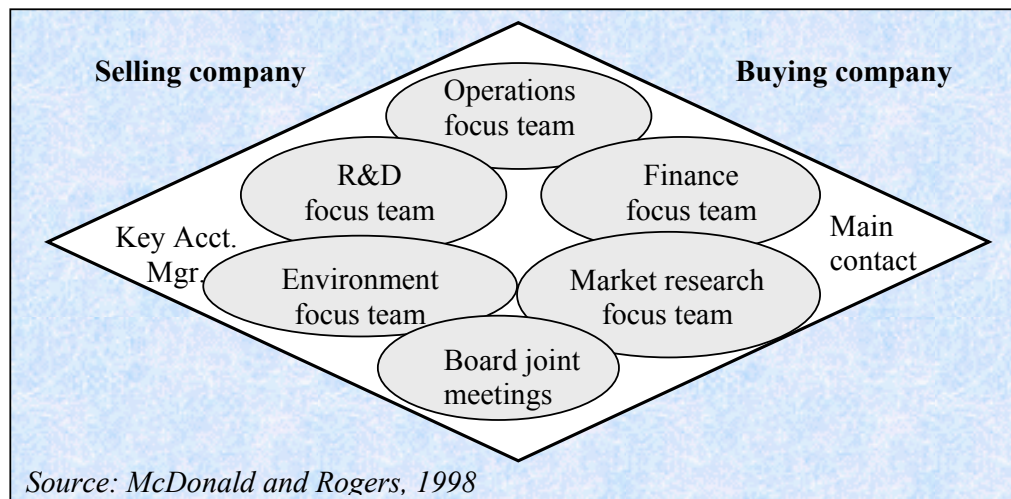 Selling company
Buying company
Operations
focus team
R&D
focus team
Finance
focus team
Key Acct.
Mgr.
Main
contact
Environment
focus team
Market research
focus team
Board joint
meetings
Source: McDonald and Rogers, 1998